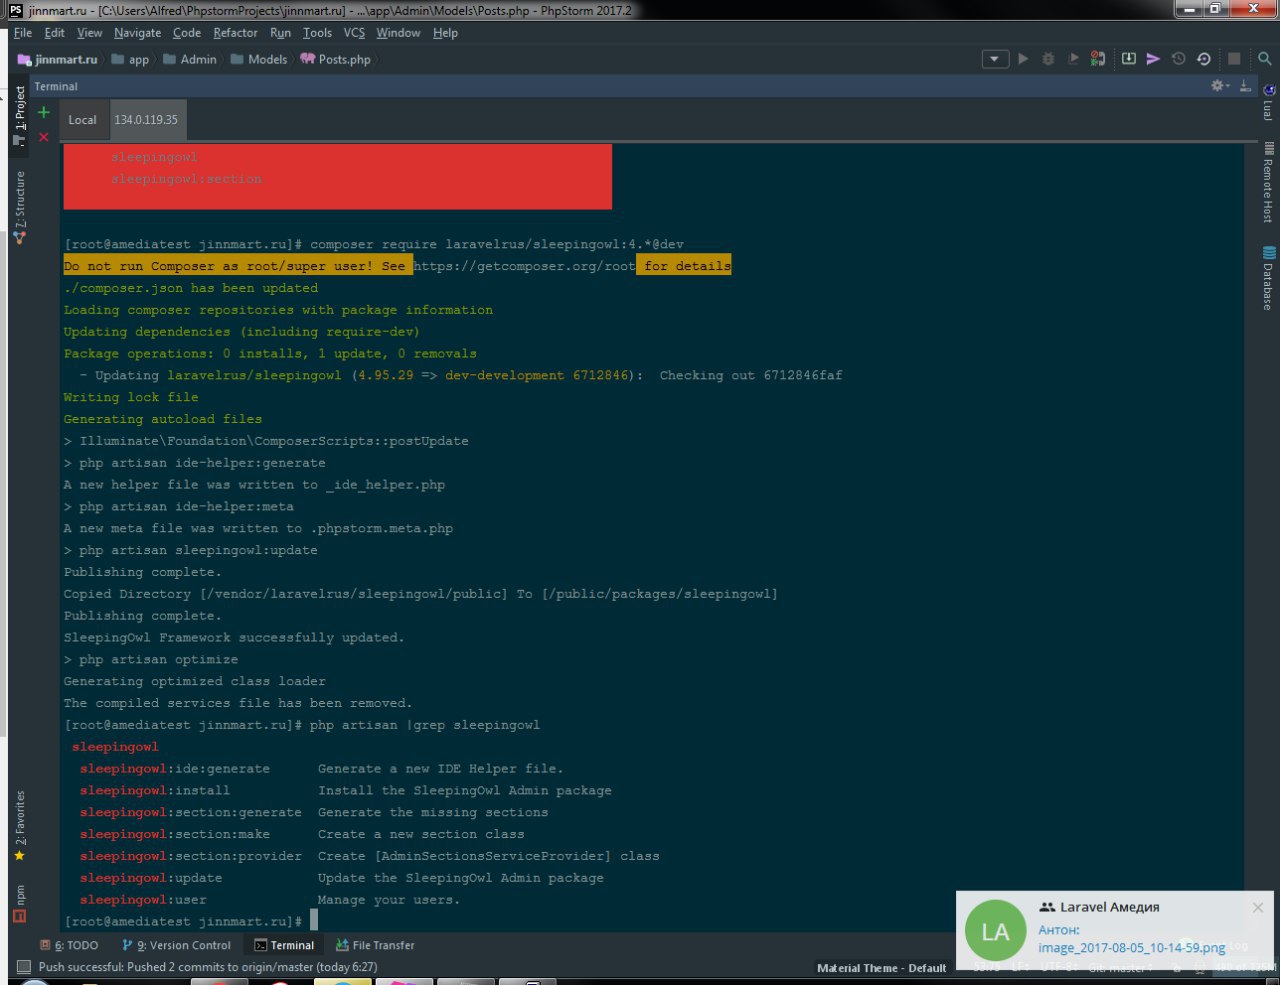 jinnmart.ru - [C:\Users\Alfred\PhpstormProjects\jinnmart.ru] - ...\app\Admin\Models\Posts.php - PhpStorm 2017.2
File Edit View Navigate Code Refactor Run Tools VCS Window Help
jinnmart.ru app Admin Models Posts.php
Terminal
Local 134.0.119.35
1: Project
7: Structure
2: Favorites
npm
LuaJ
Remote Host
Database
sleepingowl
sleepingowl:section
[root@amediatest jinnmart.ru]# composer require laravelrus/sleepingowl:4.*@dev
Do not run Composer as root/super user! See https://getcomposer.org/root for details
./composer.json has been updated
Loading composer repositories with package information
Updating dependencies (including require-dev)
Package operations: 0 installs, 1 update, 0 removals
- Updating laravelrus/sleepingowl (4.95.29 => dev-development 6712846): Checking out 6712846faf
Writing lock file
Generating autoload files
> Illuminate\Foundation\ComposerScripts::postUpdate
> php artisan ide-helper:generate
A new helper file was written to _ide_helper.php
> php artisan ide-helper:meta
A new meta file was written to .phpstorm.meta.php
> php artisan sleepingowl:update
Publishing complete.
Copied Directory [/vendor/laravelrus/sleepingowl/public] To [/public/packages/sleepingowl]
Publishing complete.
SleepingOwl Framework successfully updated.
> php artisan optimize
Generating optimized class loader
The compiled services file has been removed.
[root@amediatest jinnmart.ru]# php artisan |grep sleepingowl
sleepingowl
sleepingowl:ide:generate Generate a new IDE Helper file.
sleepingowl:install Install the SleepingOwl Admin package
sleepingowl:section:generate Generate the missing sections
sleepingowl:section:make Create a new section class
sleepingowl:section:provider Create [AdminSectionsServiceProvider] class
sleepingowl:update Update the SleepingOwl Admin package
sleepingowl:user Manage your users.
[root@amediatest jinnmart.ru]#
LA
Laravel Амедия
Антон:
image_2017-08-05_10-14-59.png
6: TODO 9: Version Control Terminal File Transfer
Push successful: Pushed 2 commits to origin/master (today 6:27)
Material Theme - Default UTF-8 Git: master